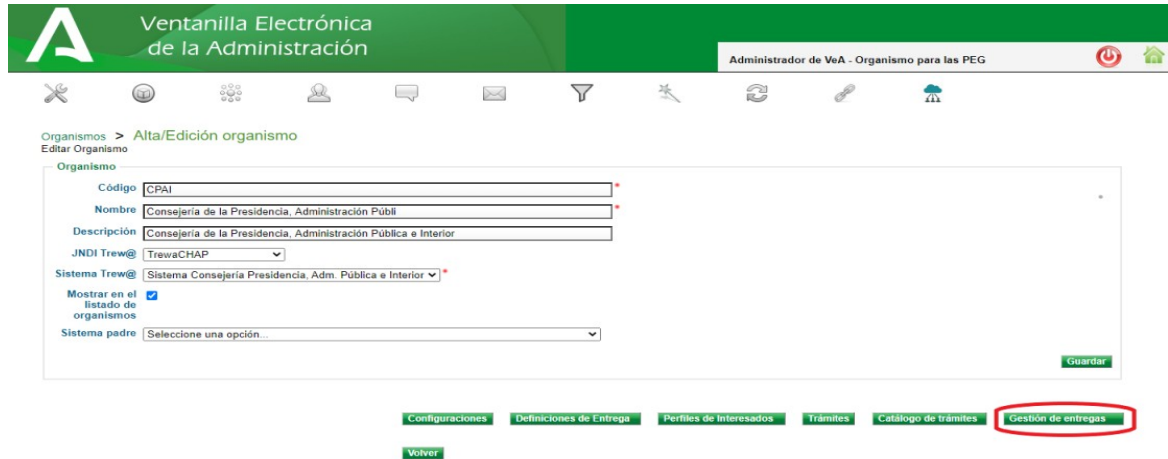 Ventanilla Electrónica
de la Administración
Administrador de VeA - Organismo para las PEG
Organismos > Alta/Edición organismo
Editar Organismo
Organismo
Código CPAI *
Nombre Consejería de la Presidencia, Administración Públi *
Descripción Consejería de la Presidencia, Administración Pública e Interior
JNDI Trew@ TrewaCHAP
Sistema Trew@ Sistema Consejería Presidencia, Adm. Pública e Interior *
Mostrar en el
listado de
organismos
Sistema padre Seleccione una opción...
Guardar
Configuraciones Definiciones de Entrega Perfiles de Interesados Trámites Catálogo de trámites Gestión de entregas
Volver